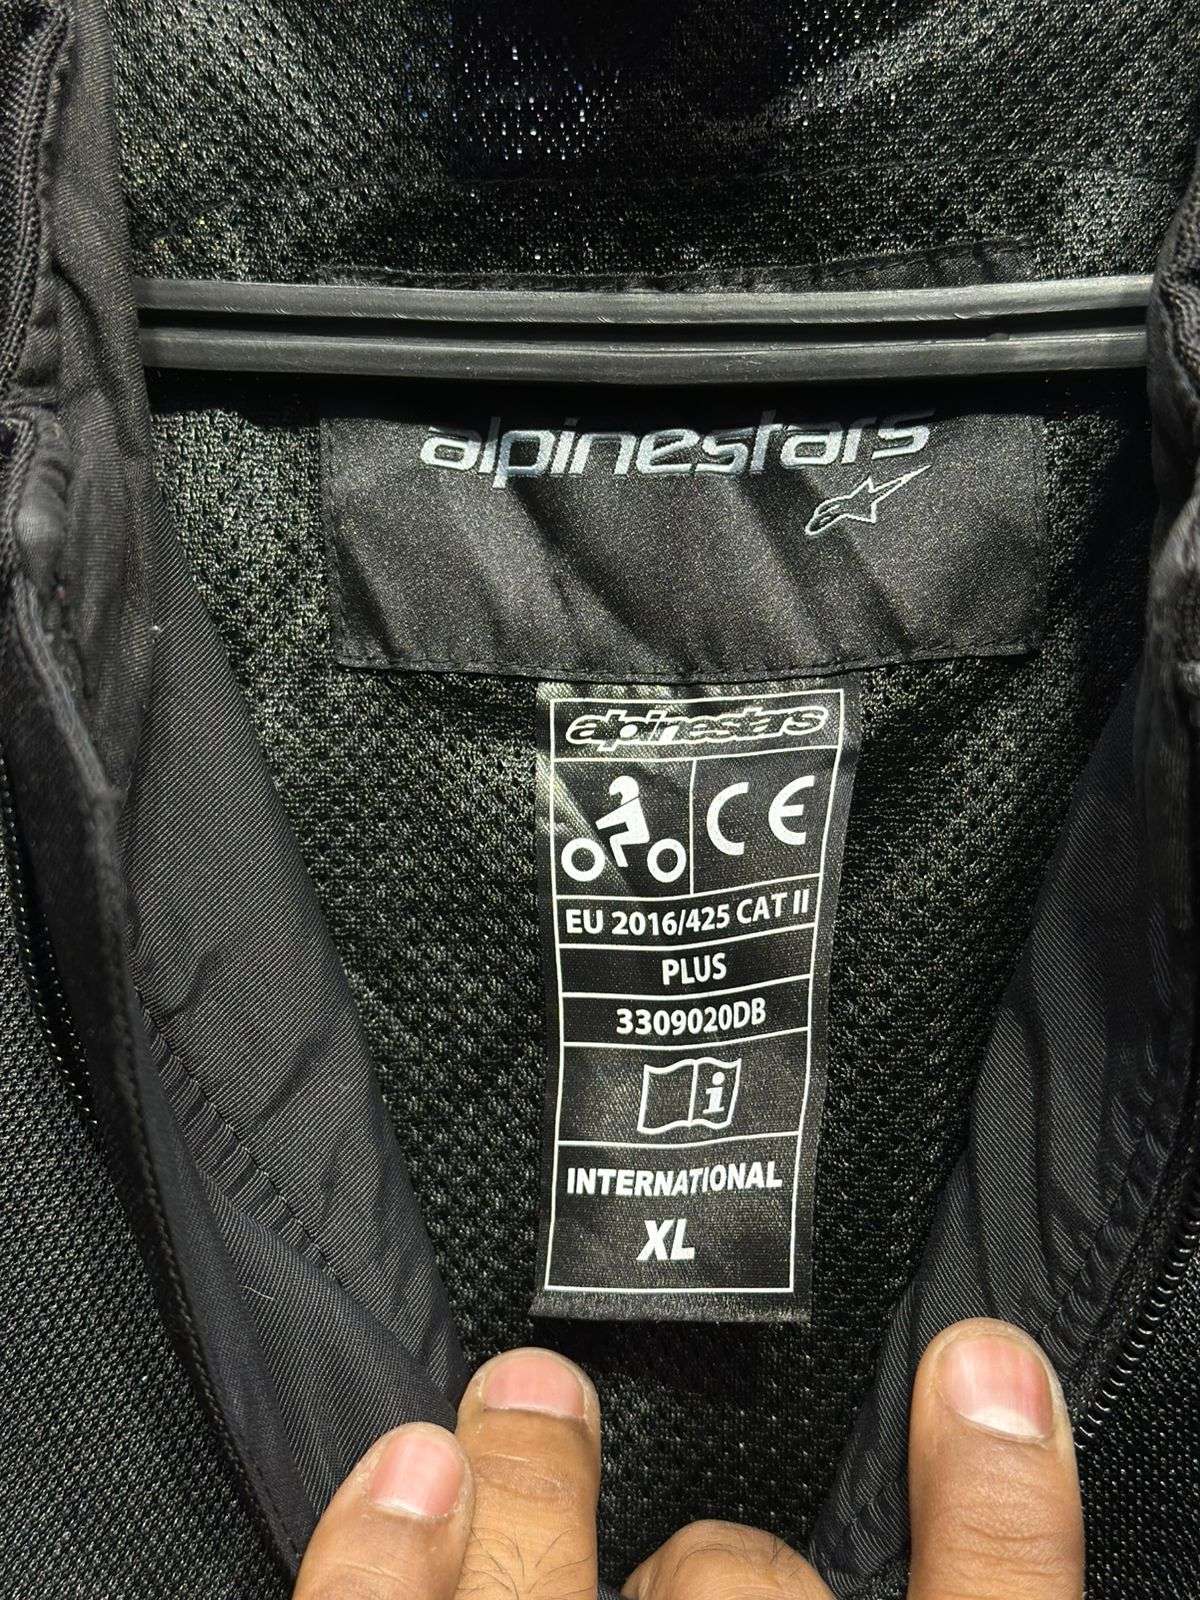 alpinestars
alpinestars
CE
EU 2016/425 CAT II
PLUS
3309020DB
i
INTERNATIONAL
XL